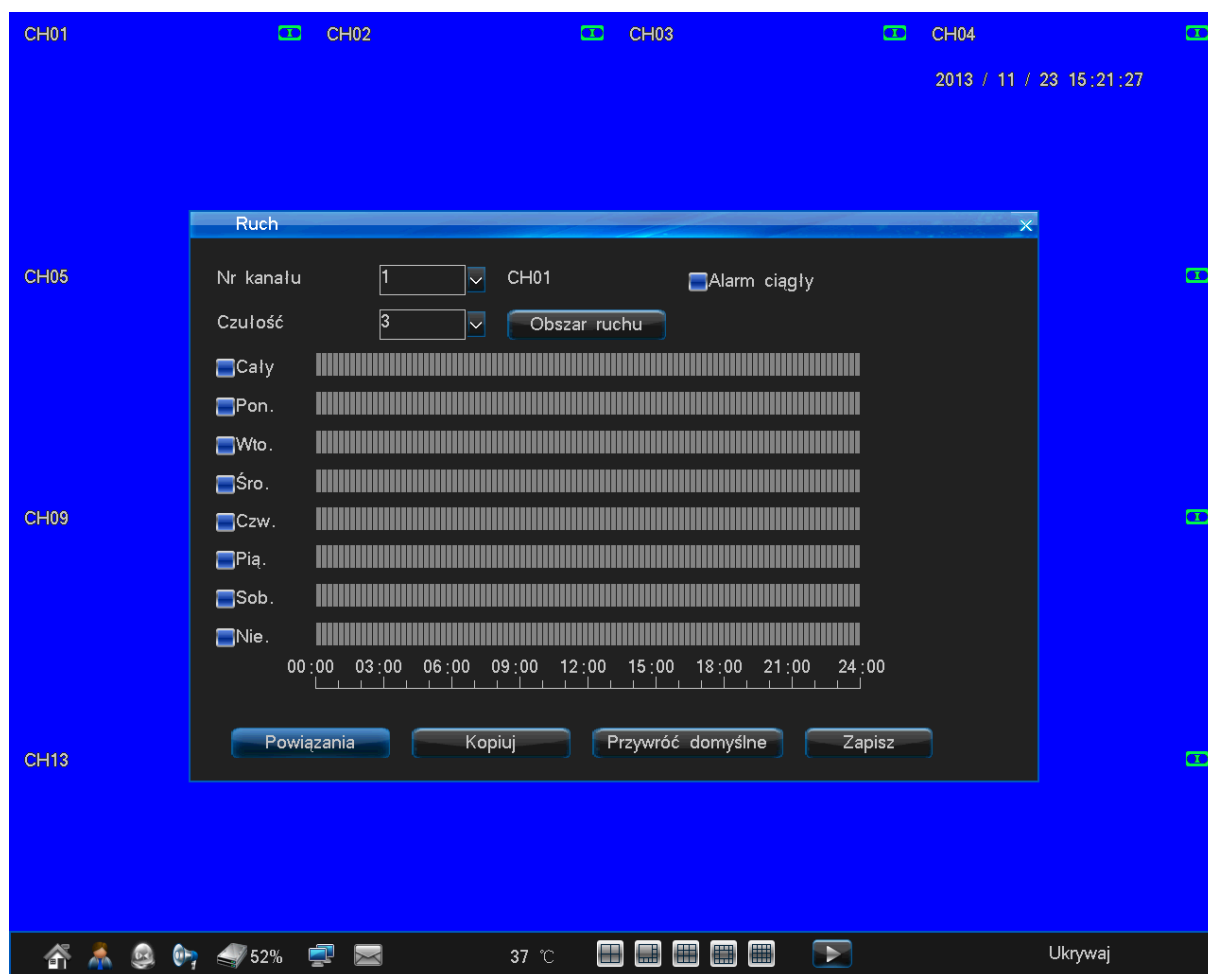 CH01 CH02 CH03 CH04
2013 / 11 / 23 15:21:27
Ruch
CH05
Nr kanału 1 CH01 Alarm ciągły
Czułość 3 Obszar ruchu
Cały
Pon.
Wto.
Śro.
CH09
Czw.
Pią.
Sob.
Nie.
00:00 03:00 06:00 09:00 12:00 15:00 18:00 21:00 24:00
Powiązania Kopiuj Przywróć domyślne Zapisz
CH13
52% 37 °C Ukrywaj